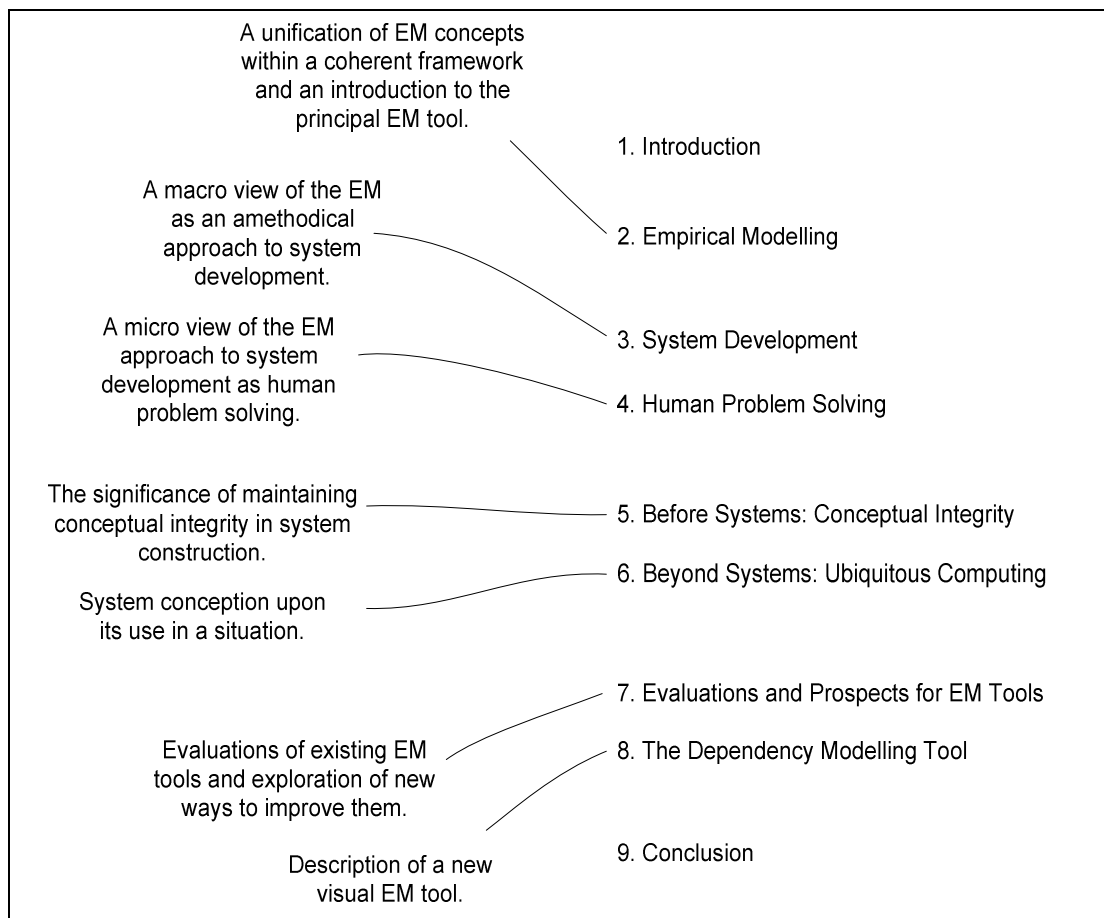 A unification of EM concepts
within a coherent framework
and an introduction to the
principal EM tool.
1. Introduction
A macro view of the EM
as an amethodical
approach to system
development.
2. Empirical Modelling
A micro view of the EM
approach to system
development as human
problem solving.
3. System Development
4. Human Problem Solving
The significance of maintaining
conceptual integrity in system
construction.
5. Before Systems: Conceptual Integrity
System conception upon
its use in a situation.
6. Beyond Systems: Ubiquitous Computing
7. Evaluations and Prospects for EM Tools
Evaluations of existing EM
tools and exploration of new
ways to improve them.
8. The Dependency Modelling Tool
Description of a new
visual EM tool.
9. Conclusion